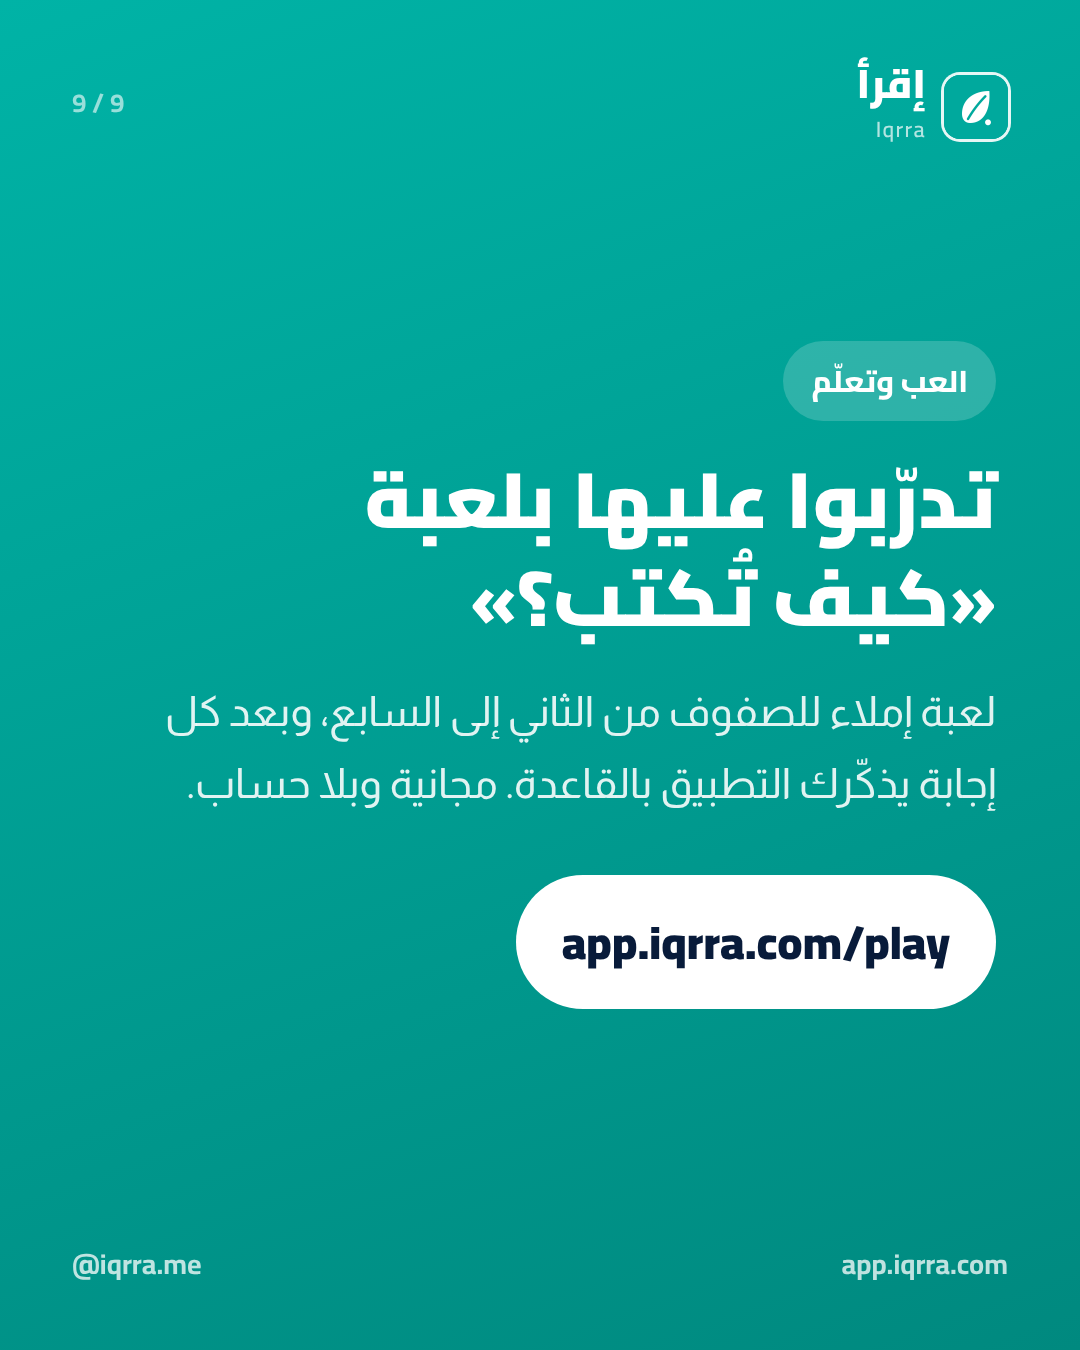 إقرأ
Iqrra
9 / 9
العب وتعلّم
تدرّبوا عليها بلعبة
«كيف تُكتب؟»
لعبة إملاء للصفوف من الثاني إلى السابع، وبعد كل
إجابة يذكّرك التطبيق بالقاعدة. مجانية وبلا حساب.
app.iqrra.com/play
@iqrra.me
app.iqrra.com